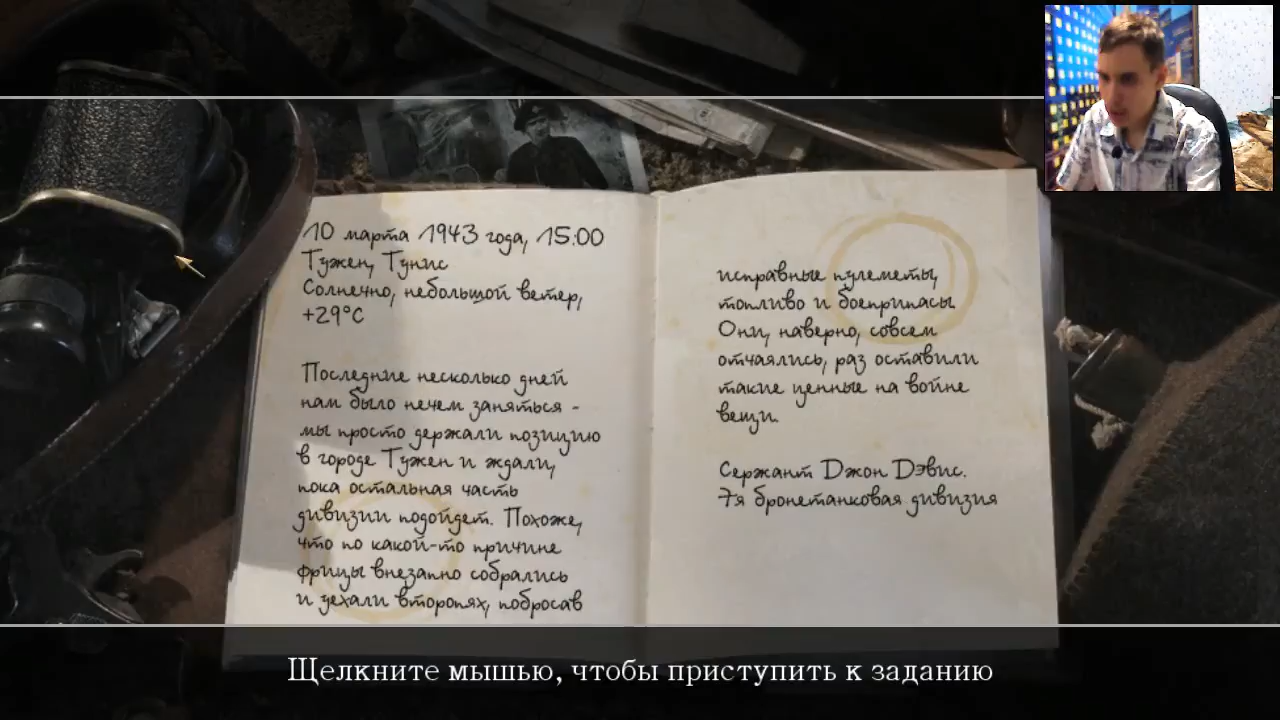 10 марта 1943 года, 15:00
Тужен, Тунис
Солнечно, небольшой ветер,
+29°С
Последние несколько дней
нам было нечем заняться -
мы просто держали позицию
в городе Тужен и ждали,
пока остальная часть
дивизии подойдет. Похоже,
что по какой-то причине
фрицы внезапно собрались
и уехали второпях, побросав
исправные пулеметы,
топливо и боеприпасы.
Они, наверно, совсем
отчаялись, раз оставили
такие ценные на войне
вещи.
Сержант Джон Дэвис.
7я бронетанковая дивизия
Щелкните мышью, чтобы приступить к заданию